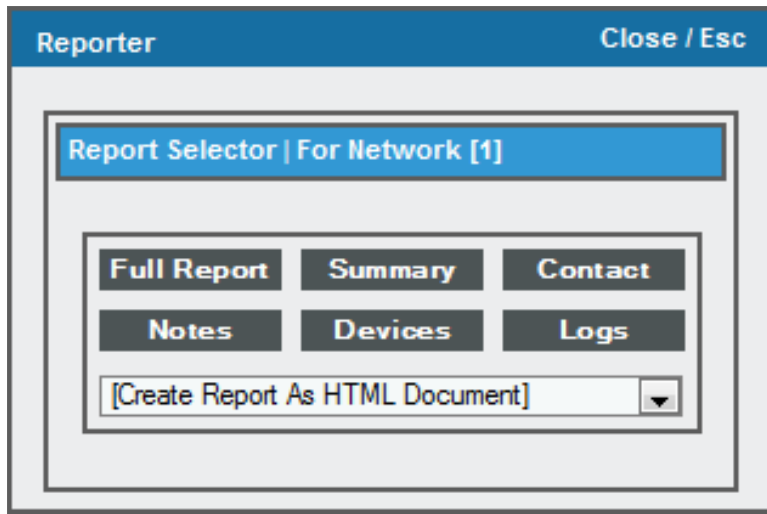 Reporter Close / Esc
Report Selector | For Network [1]
Full Report Summary Contact
Notes Devices Logs
[Create Report As HTML Document]